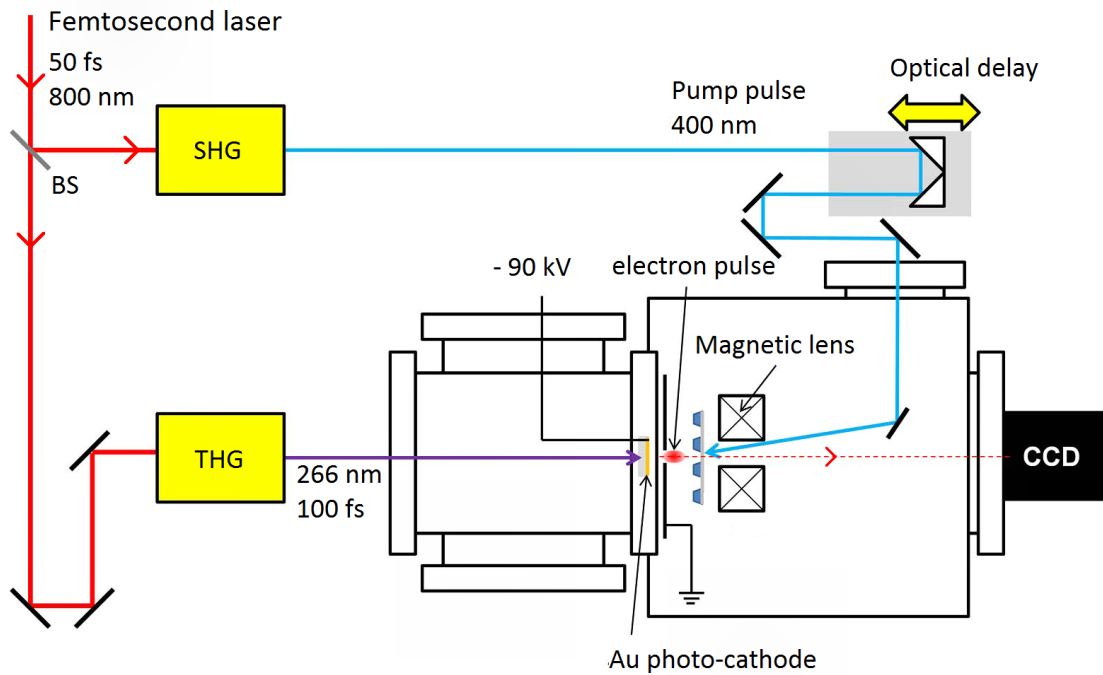 Femtosecond laser
50 fs
800 nm
BS
SHG
Pump pulse
400 nm
Optical delay
- 90 kV
electron pulse
Magnetic lens
THG
266 nm
100 fs
CCD
Au photo-cathode